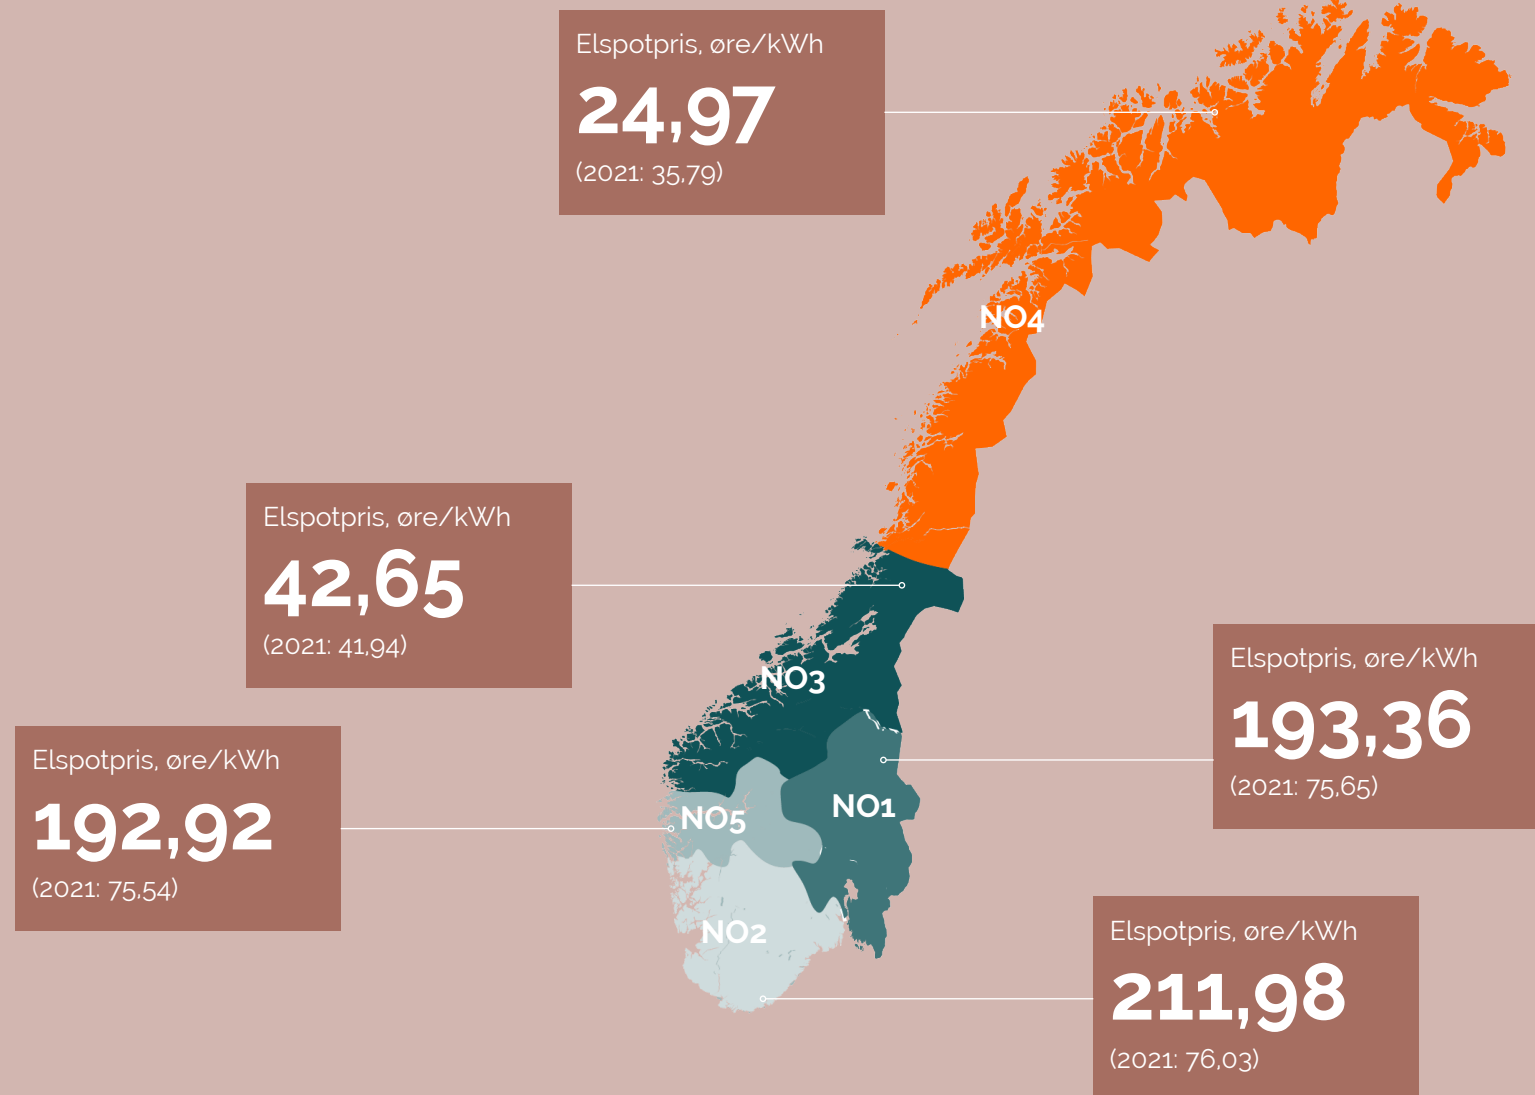 Elspotpris, øre/kWh
24,97
(2021: 35,79)
NO4
Elspotpris, øre/kWh
42,65
(2021: 41,94)
NO3
Elspotpris, øre/kWh
193,36
(2021: 75,65)
Elspotpris, øre/kWh
192,92
(2021: 75,54)
NO5
NO1
NO2
Elspotpris, øre/kWh
211,98
(2021: 76,03)